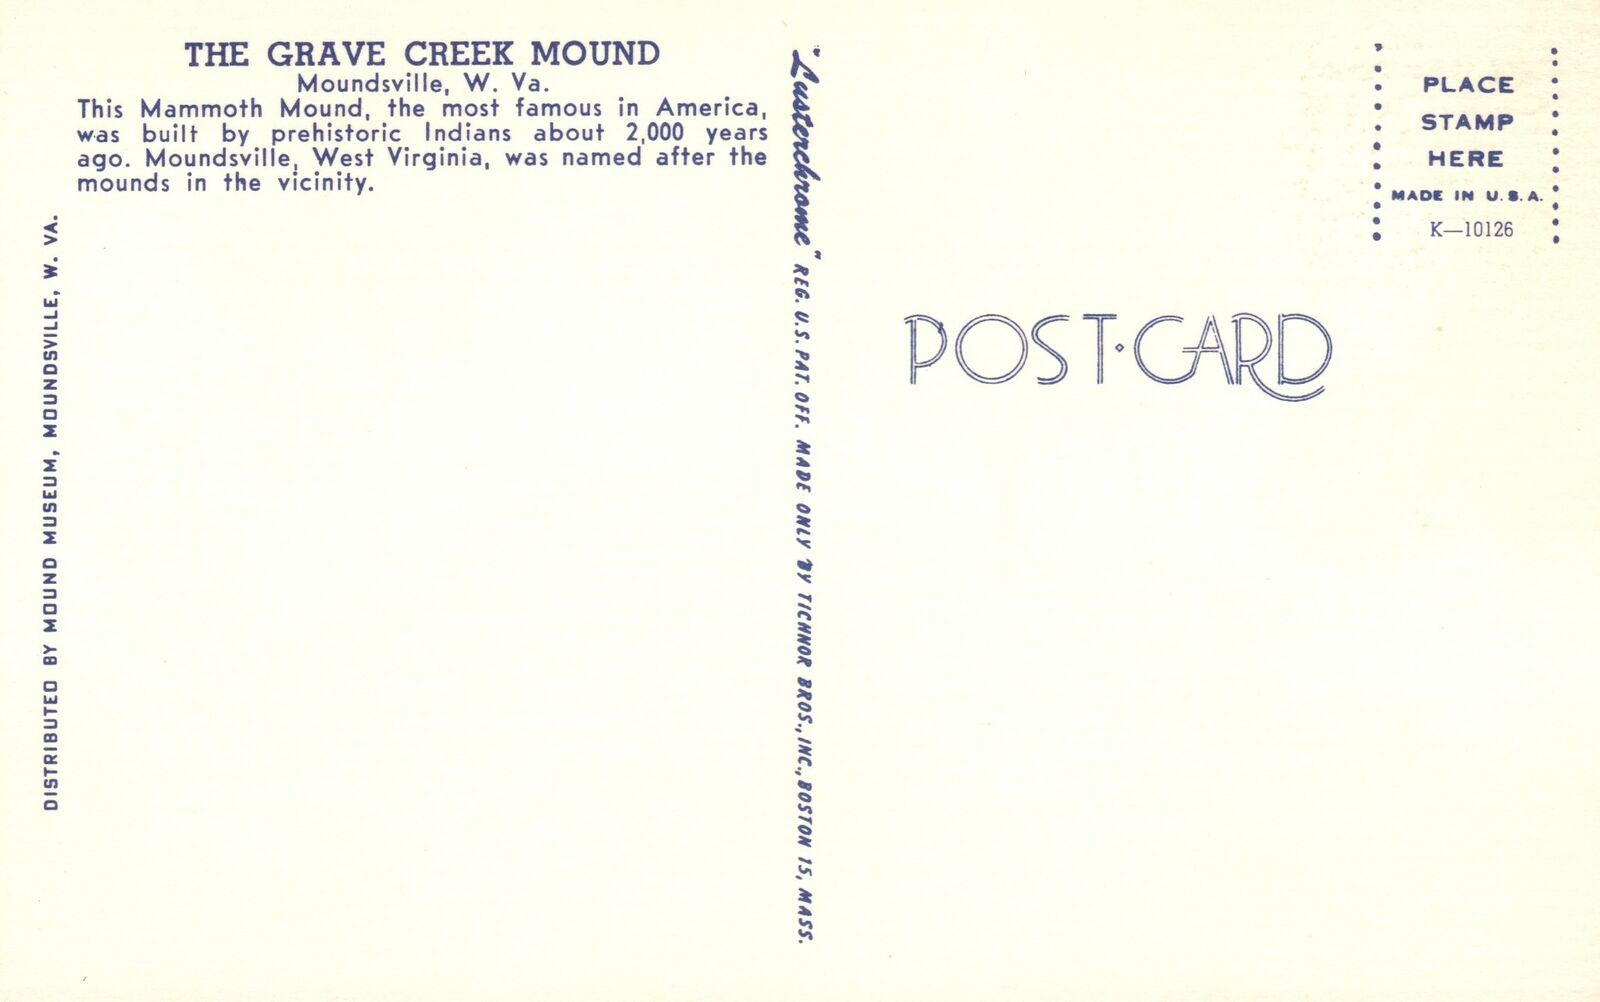 THE GRAVE CREEK MOUND
Moundsville, W. Va.
This Mammoth Mound, the most famous in America,
was built by prehistoric Indians about 2,000 years
ago. Moundsville, West Virginia, was named after the
mounds in the vicinity.
DISTRIBUTED BY MOUND MUSEUM, MOUNDSVILLE, W. VA.
"Lusterchrome" REG. U.S. PAT. OFF. MADE ONLY BY TICHNOR BROS., INC., BOSTON 15, MASS.
PLACE
STAMP
HERE
MADE IN U.S.A.
K—10126
POST·CARD